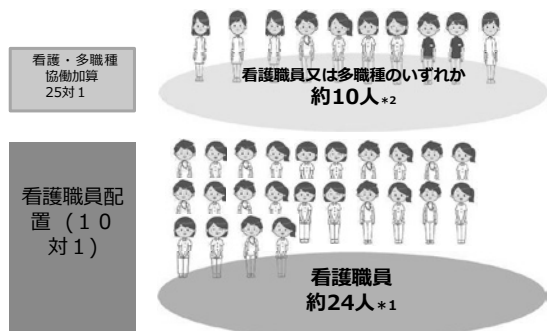 看護・多職種
協働加算
25対１
看護職員又は多職種のいずれか
約10人*2
看護職員配
置（１０
対１）
看護職員
約24人*1